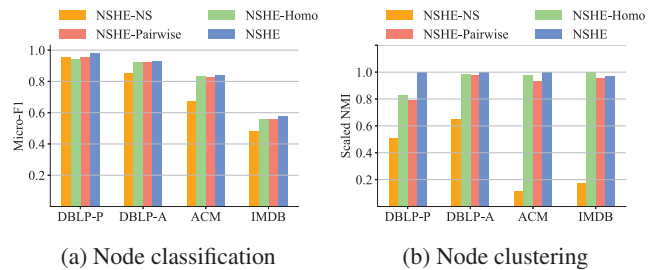 NSHE-NS NSHE-Homo
NSHE-Pairwise NSHE
1.0
0.8
0.6
0.4
0.2
Micro-F1
DBLP-P DBLP-A ACM IMDB
(a) Node classification
NSHE-NS NSHE-Homo
NSHE-Pairwise NSHE
1.0
0.8
0.6
0.4
0.2
Scaled NMI
DBLP-P DBLP-A ACM IMDB
(b) Node clustering